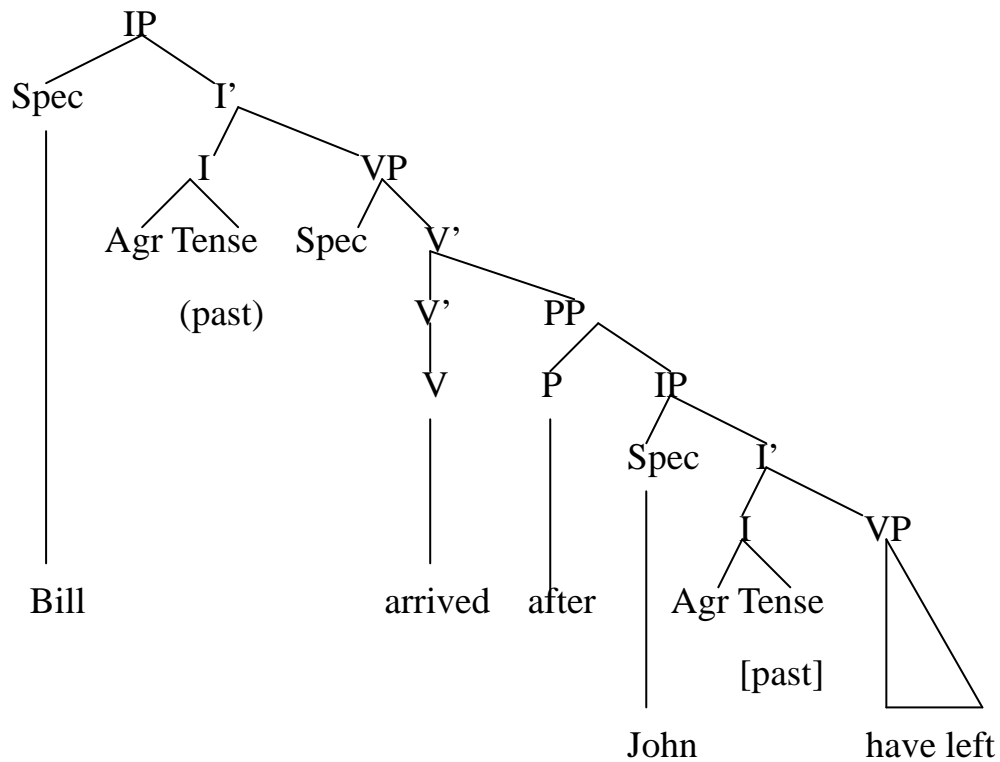 IP
Spec I’
I VP
Agr Tense Spec V’
(past) V’ PP
V P IP
Spec I’
I VP
Bill arrived after Agr Tense
[past]
John have left